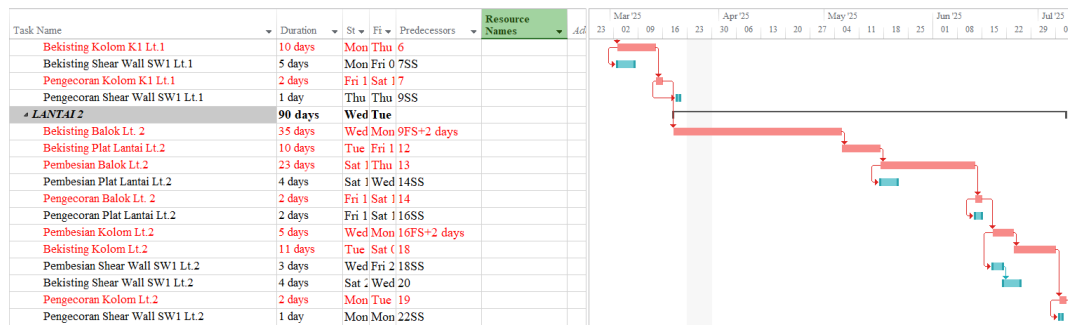 Task Name Duration St Fi Predecessors Resource Names Ad
Mar '25 Apr '25 May '25 Jun '25 Jul '25
23 02 09 16 23 30 06 13 20 27 04 11 18 25 01 08 15 22 29 06
Bekisting Kolom K1 Lt.1 10 days Mon Thu 6
Bekisting Shear Wall SW1 Lt.1 5 days Mon Fri 0 7SS
Pengecoran Kolom K1 Lt.1 2 days Fri 1 Sat 1 7
Pengecoran Shear Wall SW1 Lt.1 1 day Thu Thu 9SS
LANTAI 2 90 days Wed Tue
Bekisting Balok Lt. 2 35 days Wed Mon 9FS+2 days
Bekisting Plat Lantai Lt.2 10 days Tue Fri 1 12
Pembesian Balok Lt.2 23 days Sat 1 Thu 13
Pembesian Plat Lantai Lt.2 4 days Sat 1 Wed 14SS
Pengecoran Balok Lt. 2 2 days Fri 1 Sat 1 14
Pengecoran Plat Lantai Lt.2 2 days Fri 1 Sat 1 16SS
Pembesian Kolom Lt.2 5 days Wed Mon 16FS+2 days
Bekisting Kolom Lt.2 11 days Tue Sat 0 18
Pembesian Shear Wall SW1 Lt.2 3 days Wed Fri 2 18SS
Bekisting Shear Wall SW1 Lt.2 4 days Sat 2 Wed 20
Pengecoran Kolom Lt.2 2 days Mon Tue 19
Pengecoran Shear Wall SW1 Lt.2 1 day Mon Mon 22SS